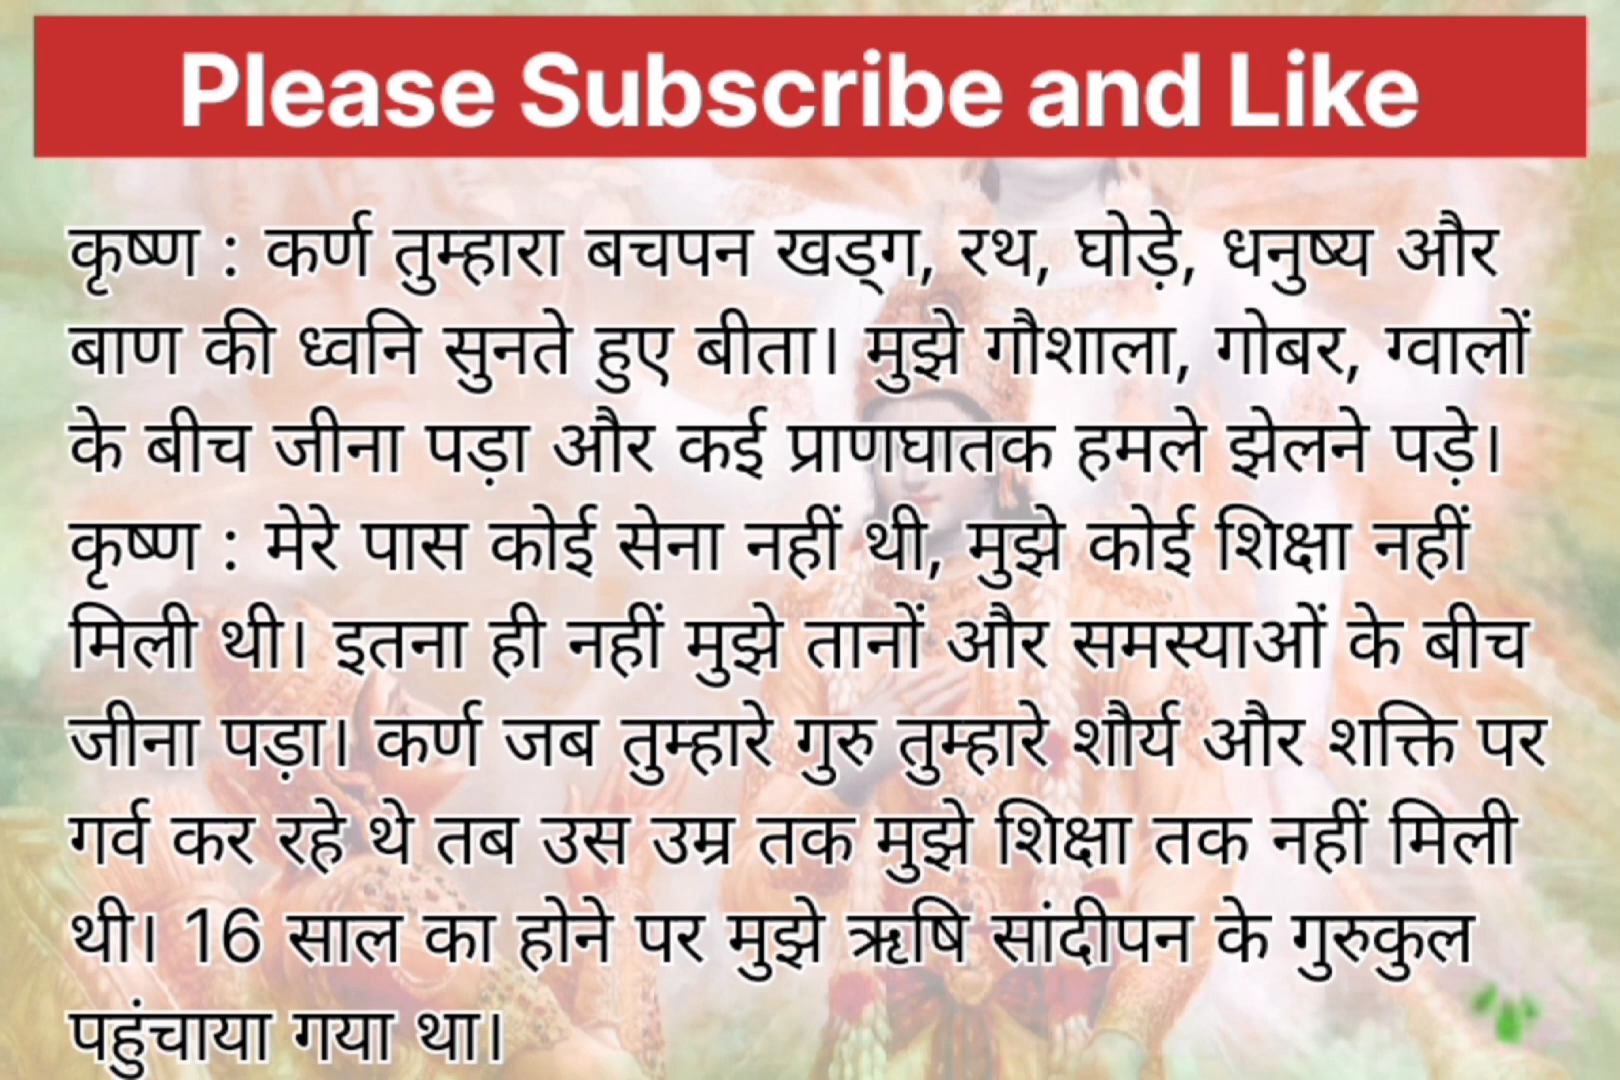 Please Subscribe and Like
कृष्ण : कर्ण तुम्हारा बचपन खड्ग, रथ, घोड़े, धनुष्य और
बाण की ध्वनि सुनते हुए बीता। मुझे गौशाला, गोबर, ग्वालों
के बीच जीना पड़ा और कई प्राणघातक हमले झेलने पड़े।
कृष्ण : मेरे पास कोई सेना नहीं थी, मुझे कोई शिक्षा नहीं
मिली थी। इतना ही नहीं मुझे तानों और समस्याओं के बीच
जीना पड़ा। कर्ण जब तुम्हारे गुरु तुम्हारे शौर्य और शक्ति पर
गर्व कर रहे थे तब उस उम्र तक मुझे शिक्षा तक नहीं मिली
थी। 16 साल का होने पर मुझे ऋषि सांदीपन के गुरुकुल
पहुंचाया गया था।